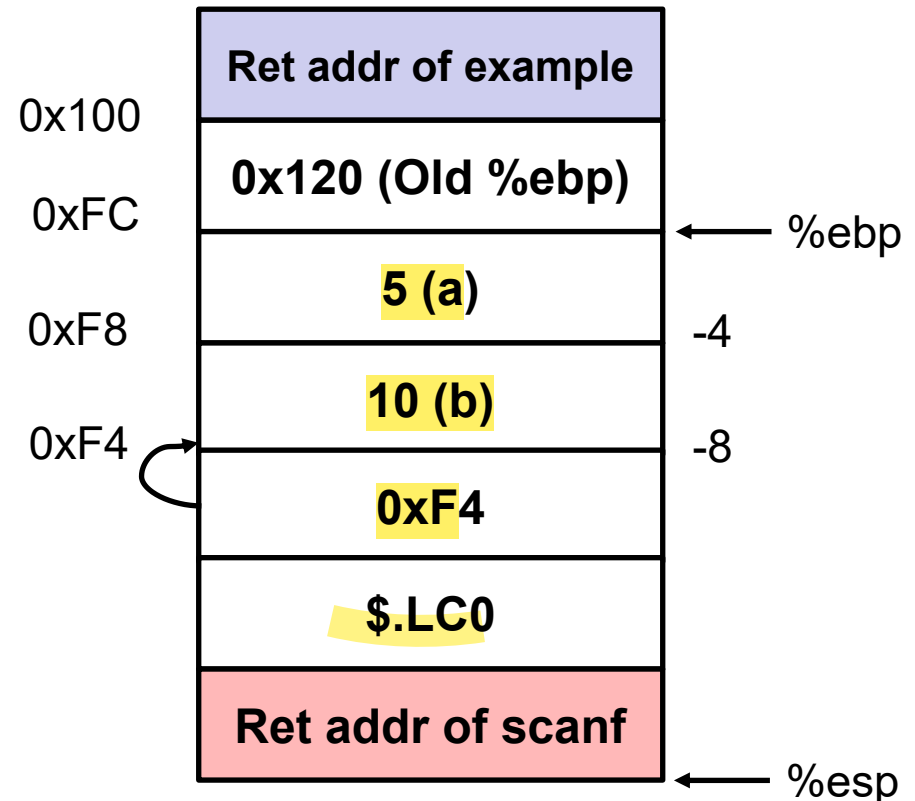 Ret addr of example
0x100
0x120 (Old %ebp)
0xFC
%ebp
5 (a)
0xF8
-4
10 (b)
0xF4
-8
0xF4
$.LC0
Ret addr of scanf
%esp